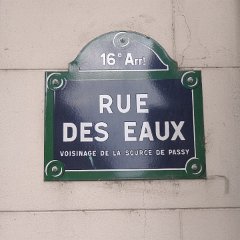 16e Arrt
RUE
DES EAUX
VOISINAGE DE LA SOURCE DE PASSY